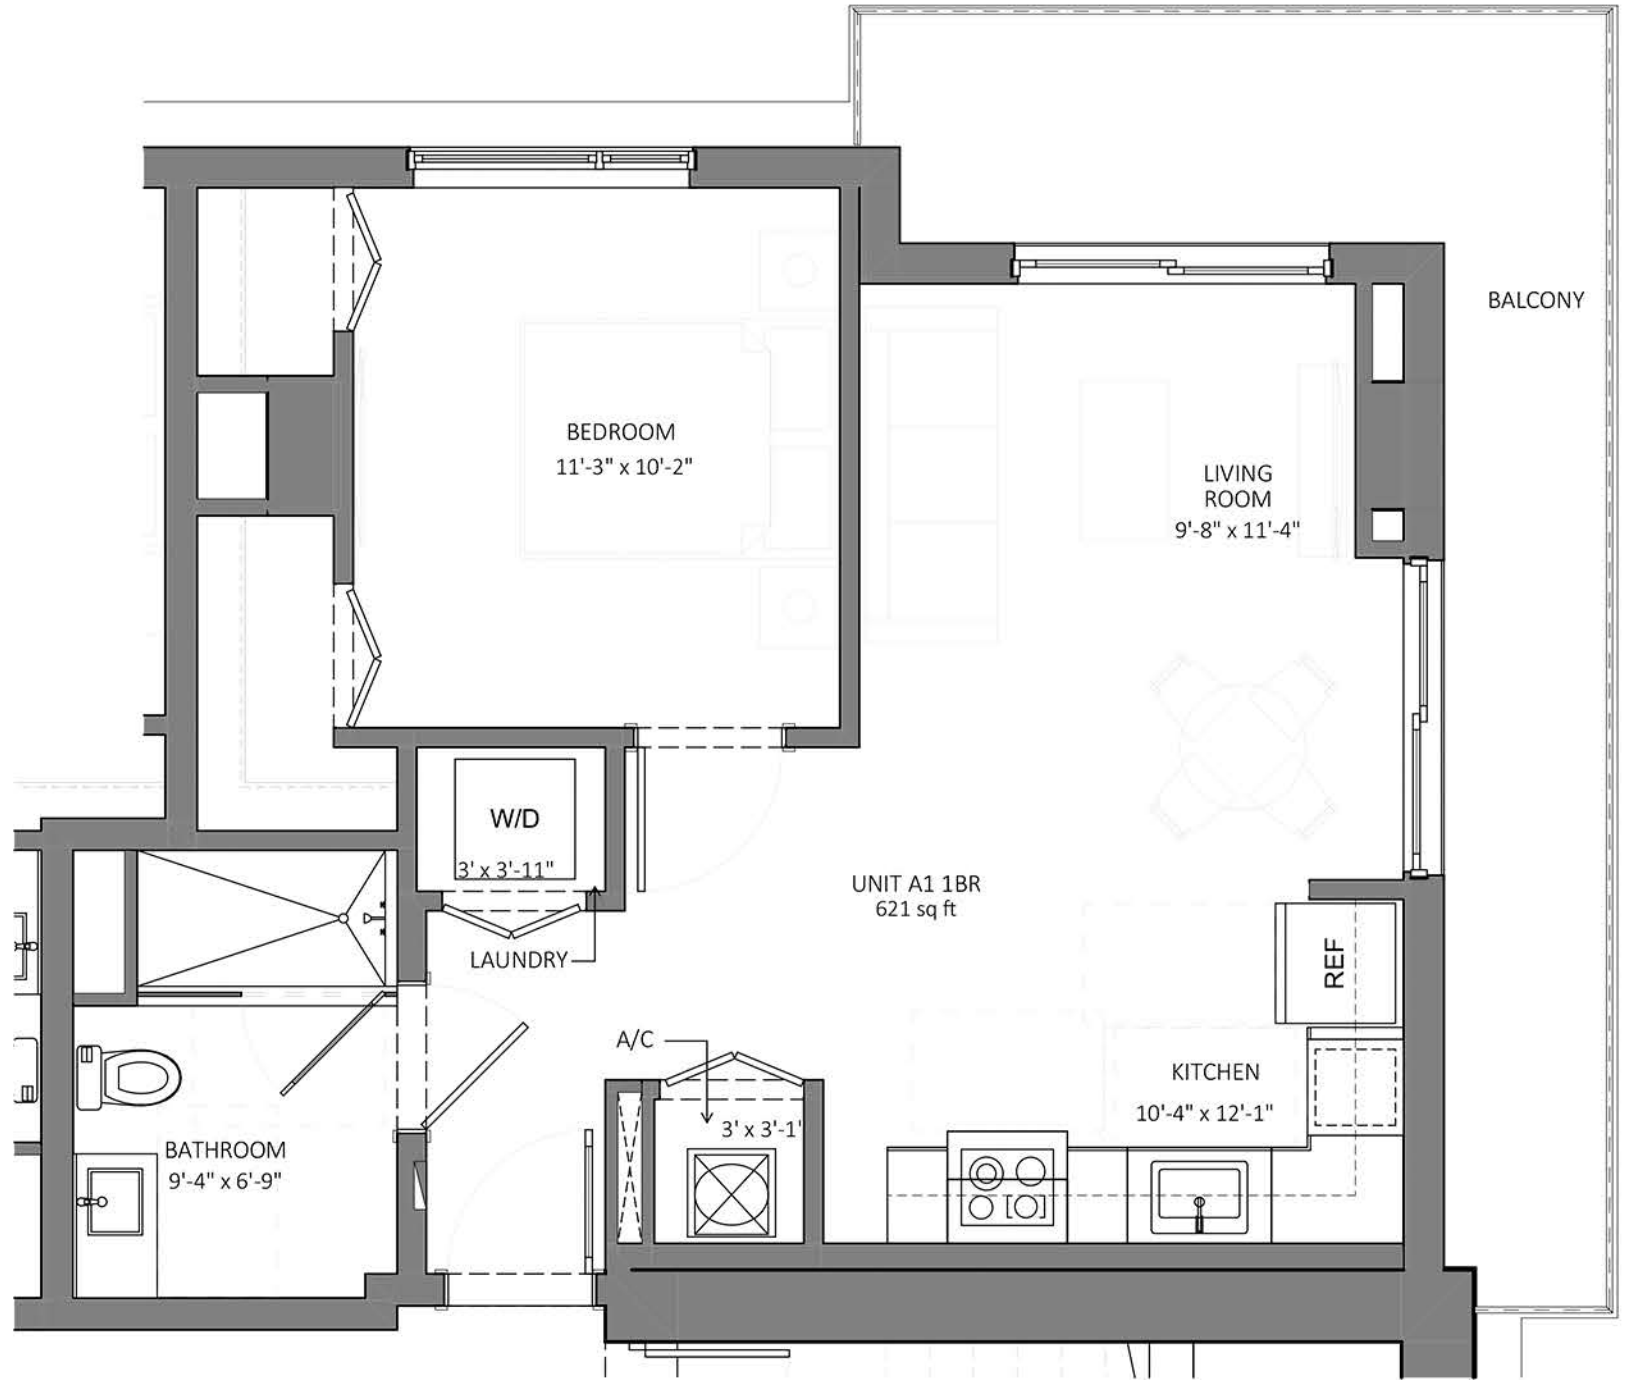 BALCONY
BEDROOM
11'-3" x 10'-2"
LIVING
ROOM
9'-8" x 11'-4"
W/D
3' x 3'-11"
UNIT A1 1BR
621 sq ft
LAUNDRY
REF
A/C
KITCHEN
10'-4" x 12'-1"
3' x 3'-1'
BATHROOM
9'-4" x 6'-9"